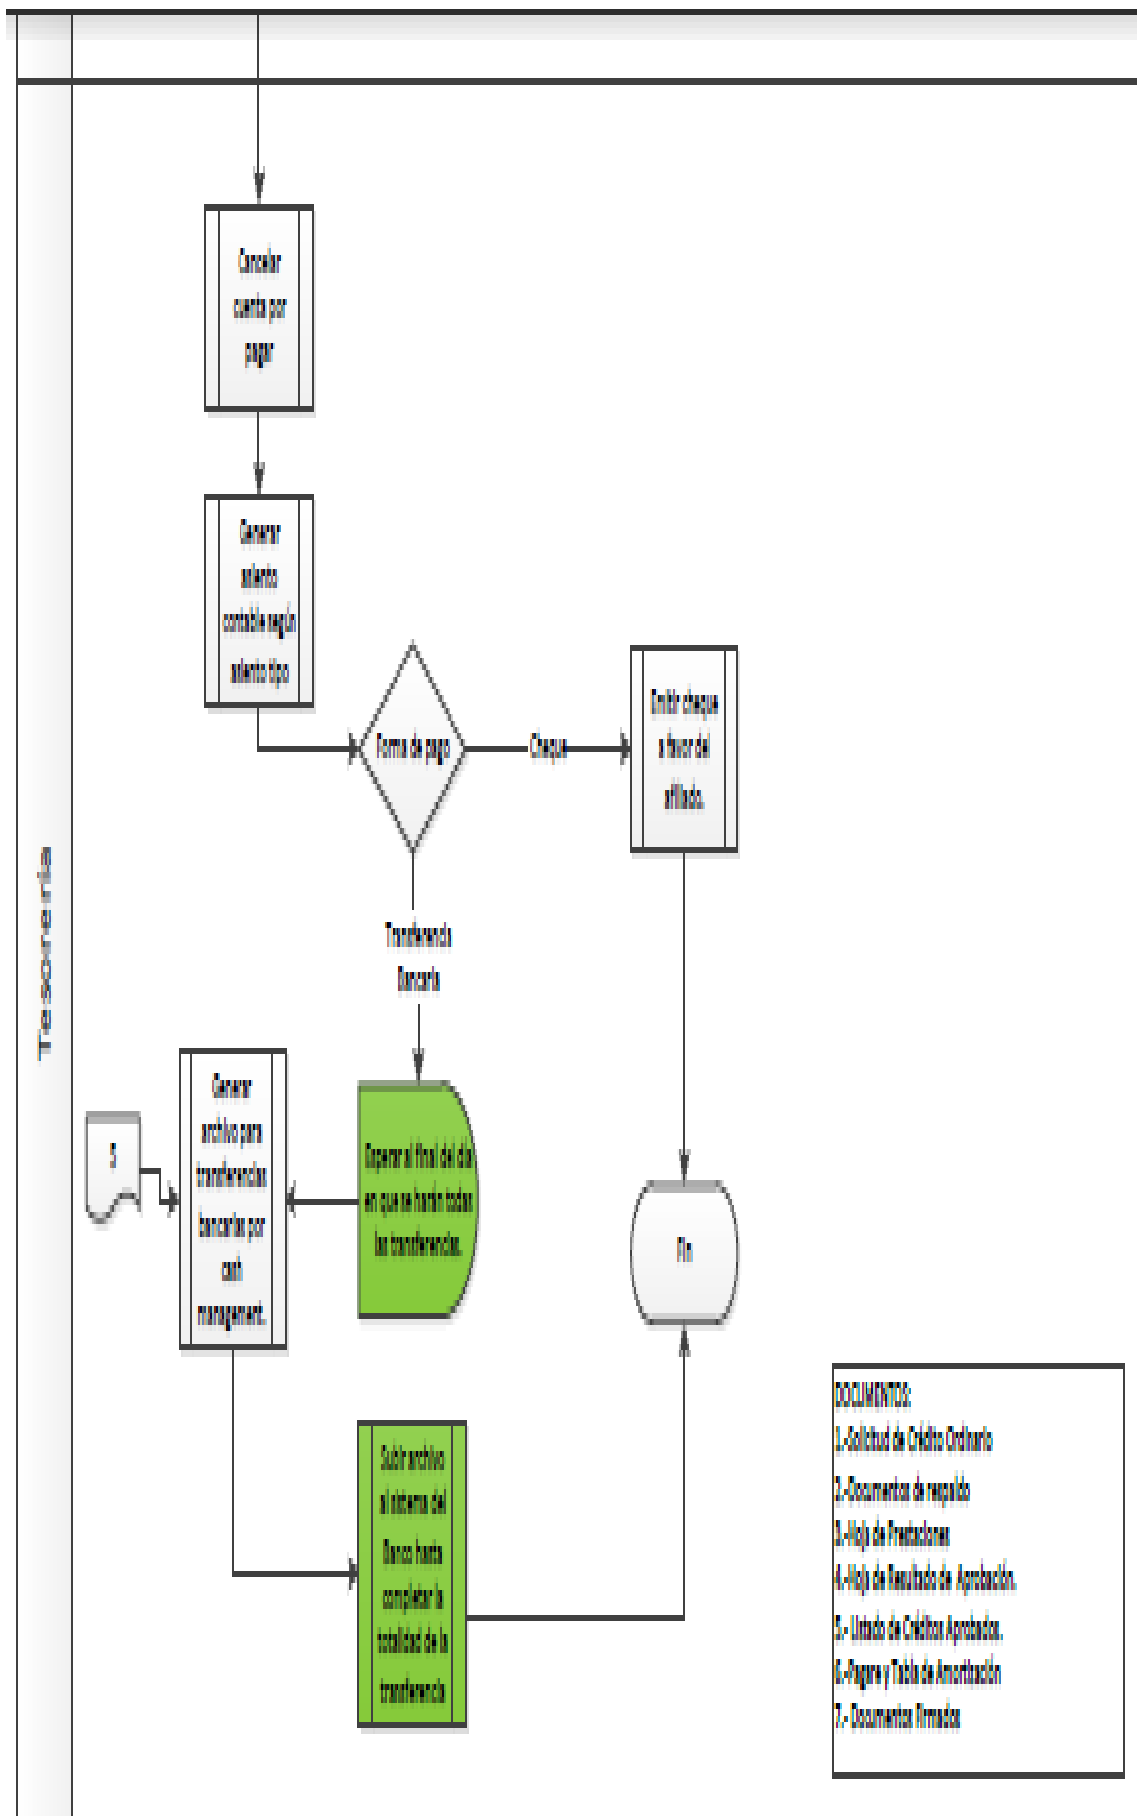 Tesorería
Cancelar
cuenta por
pagar
Generar
asiento
contable según
asiento tipo
Forma de pago
Cheque
Emitir cheque
a favor del
afiliado.
Transferencia
Bancaria
Esperar al final del día
en que se harán todas
las transferencias.
Generar
archivo para
transferencias
bancarias por
cash
management.
5
Fin
Subir archivo
al sistema del
Banco hasta
completar la
totalidad de la
transferencia
DOCUMENTOS:
1.-Solicitud de Crédito Ordinario
2.-Documentos de respaldo
3.-Hoja de Prestaciones
4.-Hoja de Resultado de Aprobación.
5.- Listado de Créditos Aprobados.
6.-Pagare y Tabla de Amortización
7.- Documentos Firmados